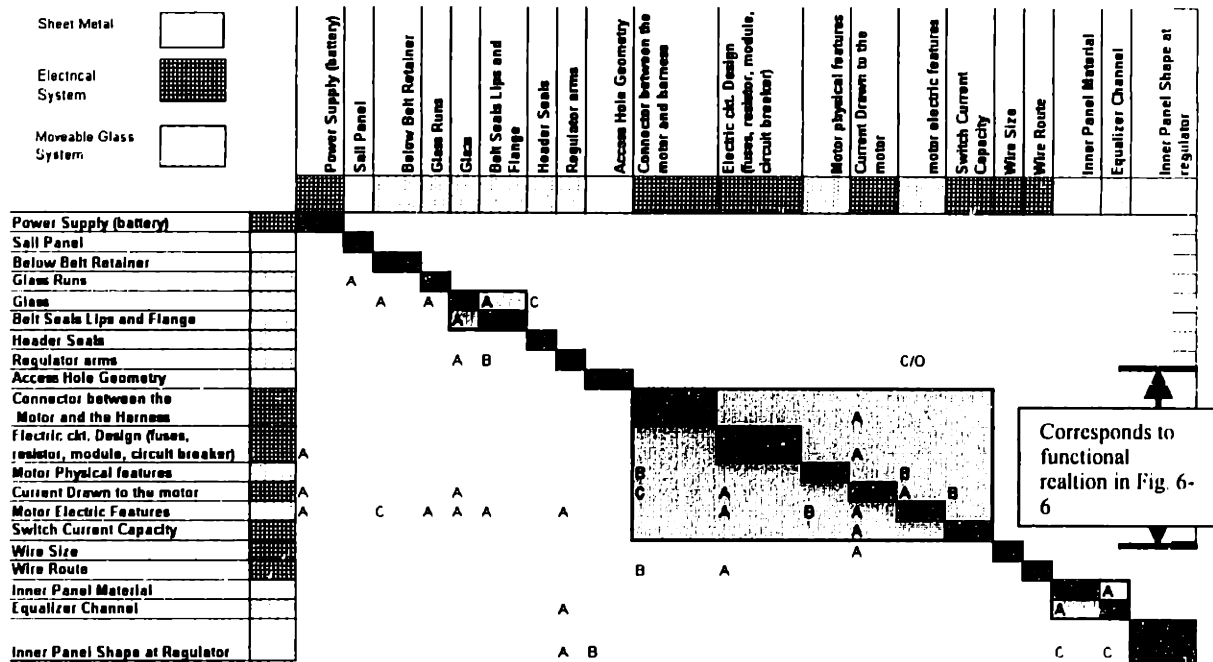 Sheet Metal
Electrical
System
Moveable Glass
System
Power Supply (battery)
Sail Panel
Below Belt Retainer
Glass Runs
Glass
Belt Seals Lips and
Flange
Header Seals
Regulator arms
Access Hole Geometry
Connector between the
motor and harness
Electric ckt. Design
(fuses, resistor, module,
circuit breaker)
Motor physical features
Current Drawn to the
motor
motor electric features
Switch Current
Capacity
Wire Size
Wire Route
Inner Panel Material
Equalizer Channel
Inner Panel Shape at
regulator
Power Supply (battery)
Sail Panel
Below Belt Retainer
Glass Runs A
Glass A A A C
Belt Seals Lips and Flange A
Header Seals
Regulator arms A B C/O
Access Hole Geometry
Connector between the
Motor and the Harness A
Electric ckt. Design (fuses,
resistor, module, circuit breaker) A A
Motor Physical features B B
Current Drawn to the motor A A C A A B
Motor Electric Features A C A A A A A B A
Switch Current Capacity A
Wire Size A
Wire Route B A
Inner Panel Material A
Equalizer Channel A A
Inner Panel Shape at Regulator A B C C
Corresponds to
functional
realtion in Fig. 6-
6